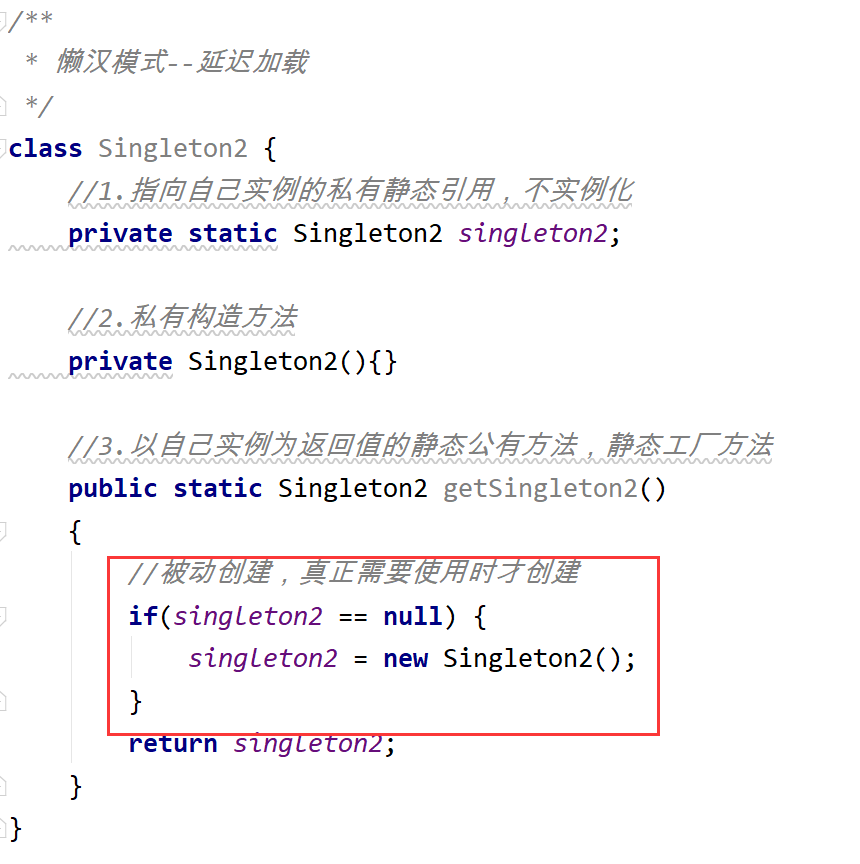 /**
 * 懒汉模式--延迟加载
 */
class Singleton2 {
    //1.指向自己实例的私有静态引用，不实例化
    private static Singleton2 singleton2;
    //2.私有构造方法
    private Singleton2(){}
    //3.以自己实例为返回值的静态公有方法，静态工厂方法
    public static Singleton2 getSingleton2()
    {
        //被动创建，真正需要使用时才创建
        if(singleton2 == null) {
            singleton2 = new Singleton2();
        }
        return singleton2;
    }
}